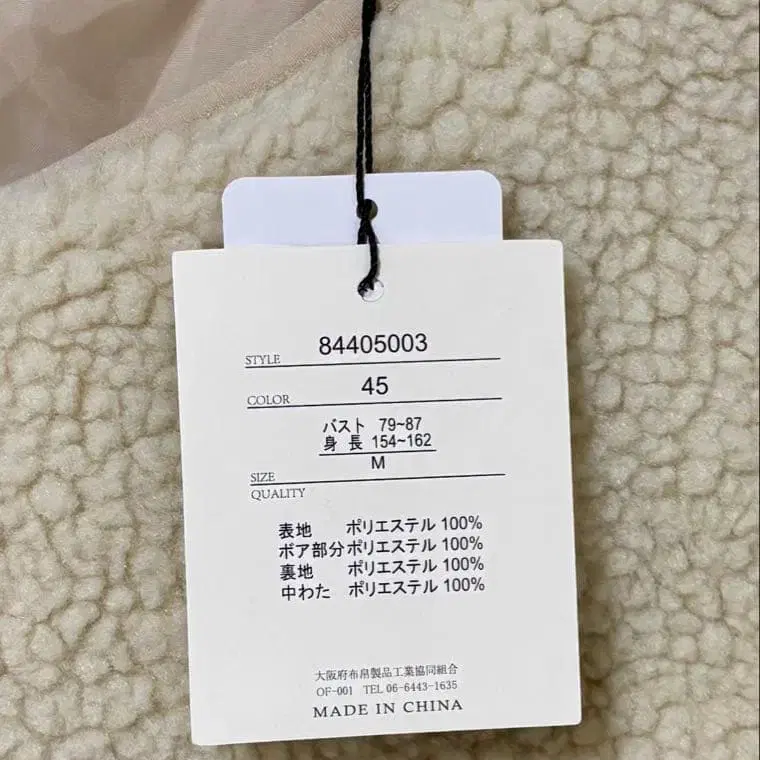 STYLE 84405003
COLOR 45
バスト 79~87
身長 154~162
M
SIZE
QUALITY
表地 ポリエステル 100%
ボア部分ポリエステル 100%
裏地 ポリエステル 100%
中わた ポリエステル 100%
大阪府布帛製品工業協同組合
OF-001 TEL 06-6443-1635
MADE IN CHINA